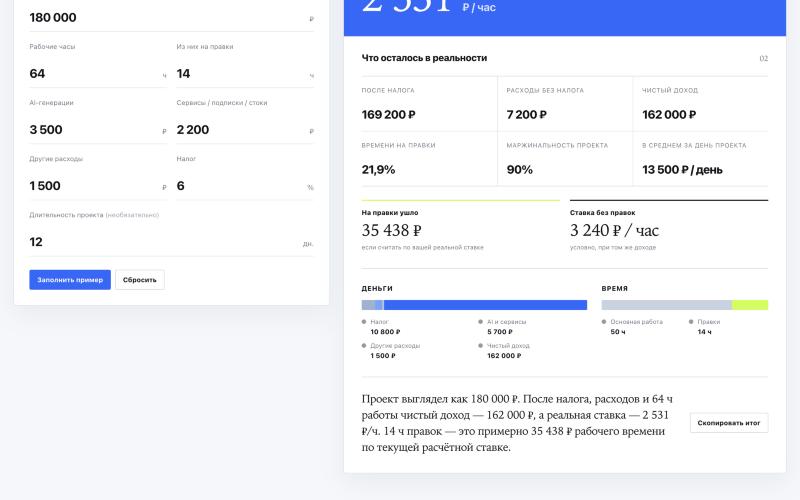 180 000 ₽
Рабочие часы
Из них на правки
64 ч
14 ч
AI-генерации
Сервисы / подписки / стоки
3 500 ₽
2 200 ₽
Другие расходы
Налог
1 500 ₽
6 %
Длительность проекта (необязательно)
12 дн.
Заполнить пример
Сбросить
2 531 ₽ / час
Что осталось в реальности
02
ПОСЛЕ НАЛОГА
РАСХОДЫ БЕЗ НАЛОГА
ЧИСТЫЙ ДОХОД
169 200 ₽
7 200 ₽
162 000 ₽
ВРЕМЕНИ НА ПРАВКИ
МАРЖИНАЛЬНОСТЬ ПРОЕКТА
В СРЕДНЕМ ЗА ДЕНЬ ПРОЕКТА
21,9%
90%
13 500 ₽ / день
На правки ушло
Ставка без правок
35 438 ₽
3 240 ₽ / час
если считать по вашей реальной ставке
условно, при том же доходе
ДЕНЬГИ
ВРЕМЯ
Налог
10 800 ₽
AI и сервисы
5 700 ₽
Основная работа
50 ч
Правки
14 ч
Другие расходы
1 500 ₽
Чистый доход
162 000 ₽
Проект выглядел как 180 000 ₽. После налога, расходов и 64 ч
работы чистый доход — 162 000 ₽, а реальная ставка — 2 531
₽/ч. 14 ч правок — это примерно 35 438 ₽ рабочего времени
по текущей расчётной ставке.
Скопировать итог